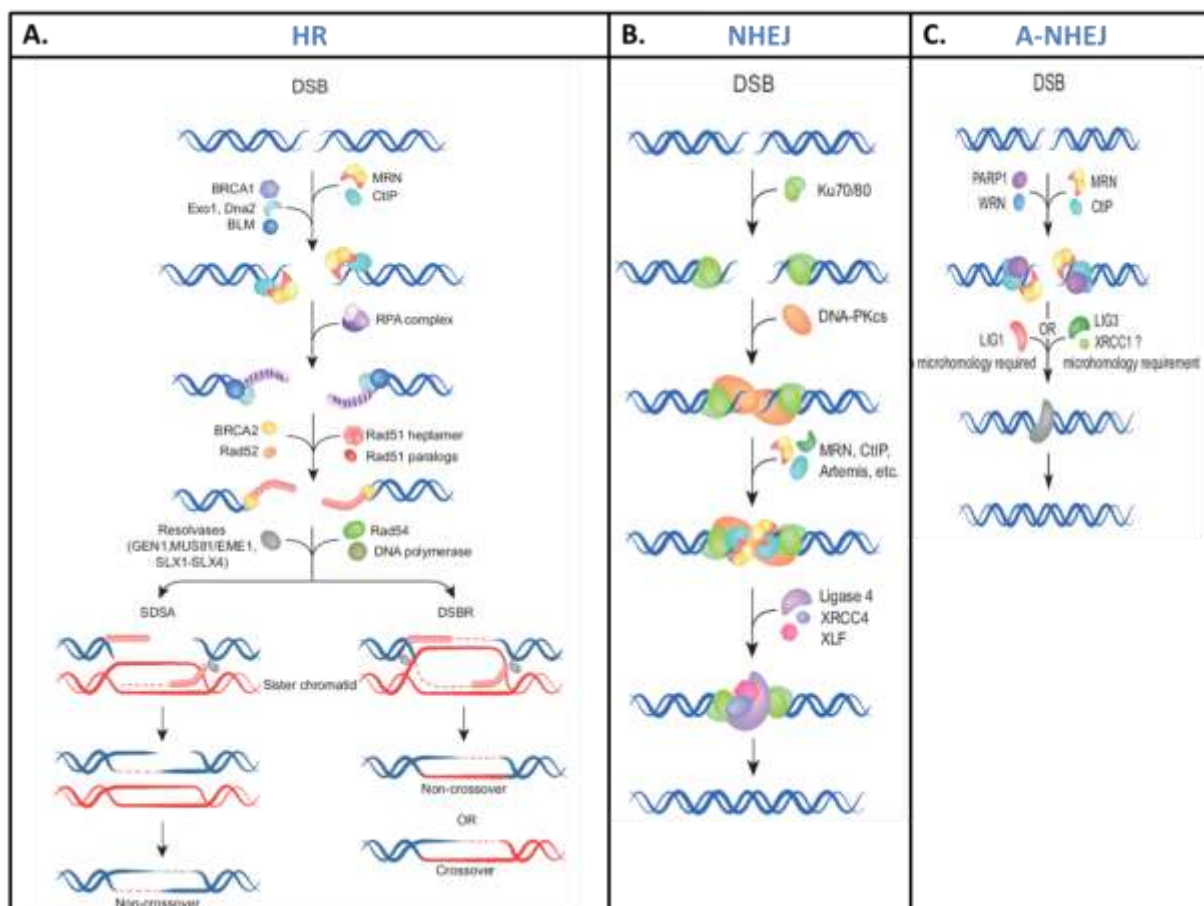 A. HR
DSB
BRCA1
Exo1, Dna2
BLM
MRN
CtIP
RPA complex
BRCA2
Rad52
Rad51 heptamer
Rad51 paralogs
Resolvases
(GEN1,MUS81/EME1,
SLX1-SLX4)
Rad54
DNA polymerase
SDSA
DSBR
Sister chromatid
Non-crossover
OR
Crossover
Non-crossover
B. NHEJ
DSB
Ku70/80
DNA-PKcs
MRN, CtIP,
Artemis, etc.
Ligase 4
XRCC4
XLF
C. A-NHEJ
DSB
PARP1
WRN
MRN
CtIP
LIG1
OR
LIG3
XRCC1 ?
microhomology required
microhomology requirement